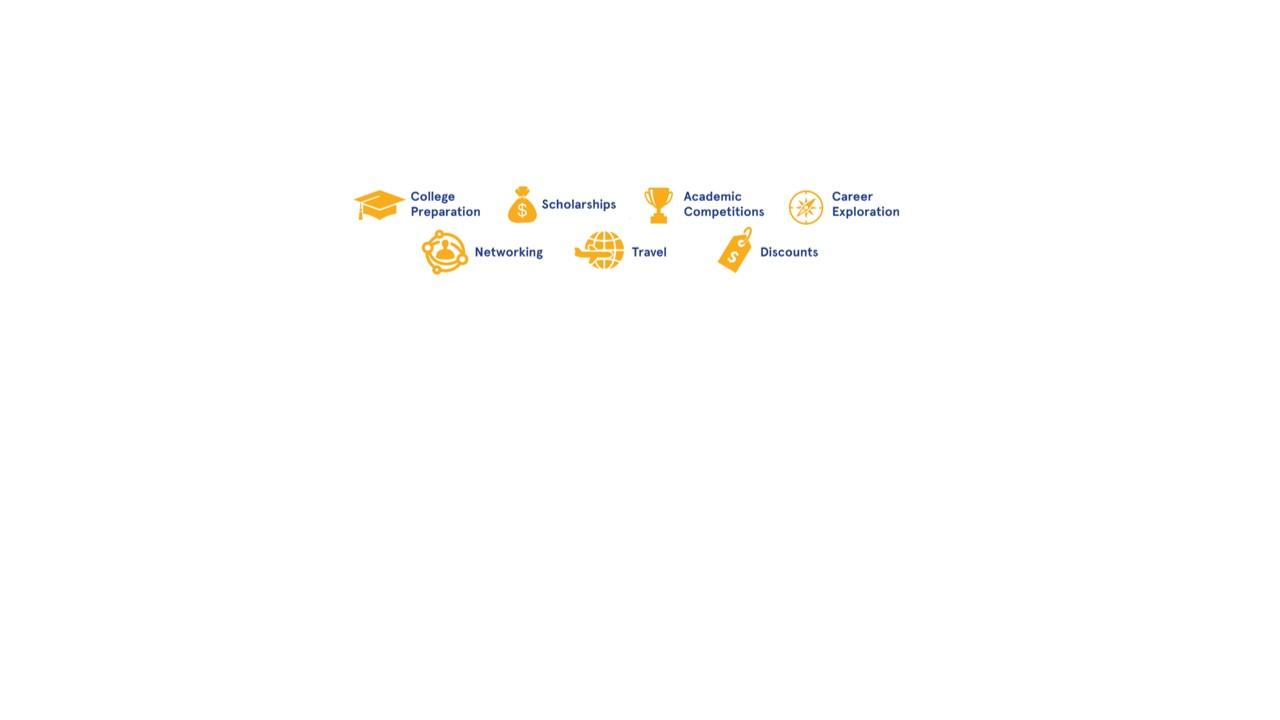 College
Preparation
Scholarships
Academic
Competitions
Career
Exploration
Networking
Travel
Discounts